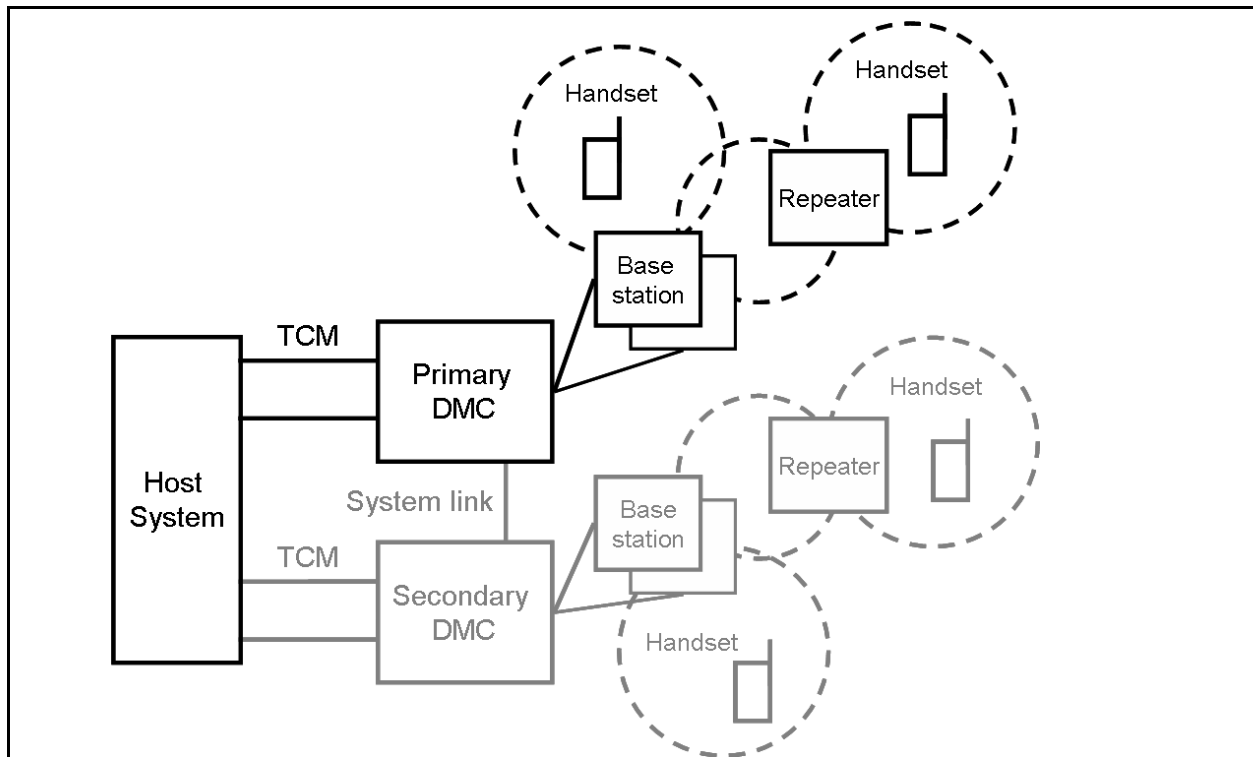 Handset
Handset
Repeater
Base
station
TCM
Primary
DMC
Host
System
System link
TCM
Secondary
DMC
Base
station
Repeater
Handset
Handset